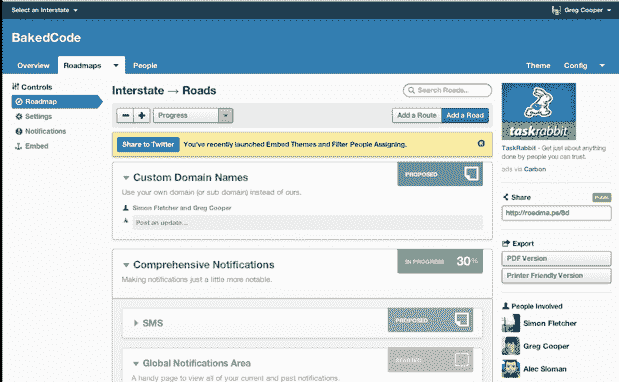 Select an Interstate
Greg Cooper
BakedCode
Overview
Roadmaps
People
Theme
Config
Controls
Roadmap
Settings
Notifications
Embed
Interstate → Roads
Search Roads...
Progress
Add a Route
Add a Road
Share to Twitter
You've recently launched Embed Themes and Filter People Assigning.
Custom Domain Names
PROPOSED
Use your own domain (or sub domain) instead of ours.
Simon Fletcher and Greg Cooper
Post an update...
Comprehensive Notifications
IN PROGRESS 30%
Making notifications just a little more notable.
SMS
PROPOSED
Global Notifications Area
A handy page to view all of your current and past notifications.
taskrabbit
TaskRabbit - Get just about anything
done by people you can trust.
ads via Carbon
Share
http://roadma.ps/8d
Export
PDF Version
Printer Friendly Version
People Involved
Simon Fletcher
Greg Cooper
Alec Sloman